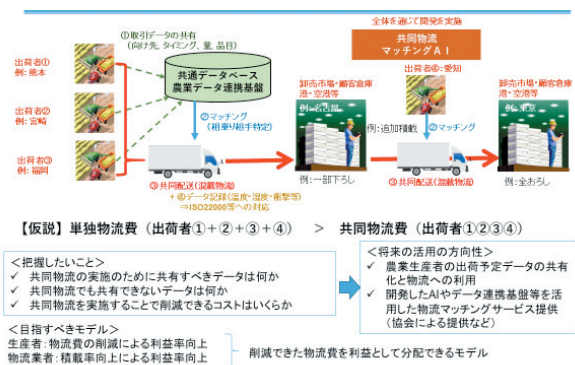 全体を通じて開発を実施
①取引データの共有
(向け先、タイミング、量、品目)
共同物流
マッチングAI
出荷者①
例:熊本
共通データベース
農業データ連携基盤
出荷者④:愛知
卸売市場・顧客倉庫
港・空港等
例:名古屋
卸売市場・顧客倉庫
港・空港等
例:東京
出荷者②
例:宮崎
②マッチング
(相乗り相手特定)
例:追加積載
②マッチング
出荷者③
例:福岡
③共同配送(混載物流)
+④データ記録(温度・湿度・衝撃等)
⇒ISO22000等への対応
例:一部下ろし
③共同配送(混載物流)
例:全おろし
【仮説】単独物流費(出荷者①+②+③+④) > 共同物流費(出荷者①②③④)
<把握したいこと>
✓ 共同物流の実施のために共有すべきデータは何か
✓ 共同物流でも共有できないデータは何か
✓ 共同物流を実施することで削減できるコストはいくらか
<将来の活用の方向性>
✓ 農業生産者の出荷予定データの共有
化と物流への利用
✓ 開発したAIやデータ連携基盤等を活
用した物流マッチングサービス提供
(協会による提供など)
<目指すべきモデル>
生産者:物流費の削減による利益率向上
物流業者:積載率向上による利益率向上
削減できた物流費を利益として分配できるモデル